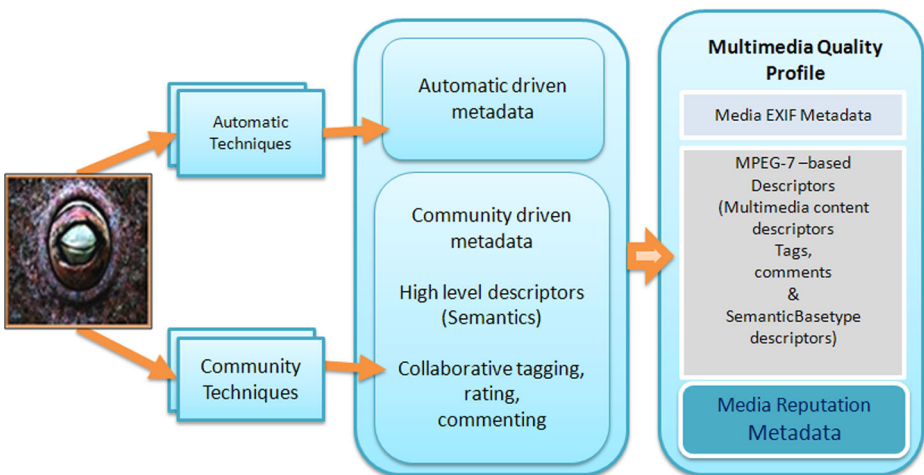 Automatic
Techniques
Community
Techniques
Automatic driven
metadata
Community driven
metadata
High level descriptors
(Semantics)
Collaborative tagging,
rating,
commenting
Multimedia Quality
Profile
Media EXIF Metadata
MPEG-7 –based
Descriptors
(Multimedia content
descriptors
Tags,
comments
&
SemanticBasetype
descriptors)
Media Reputation
Metadata